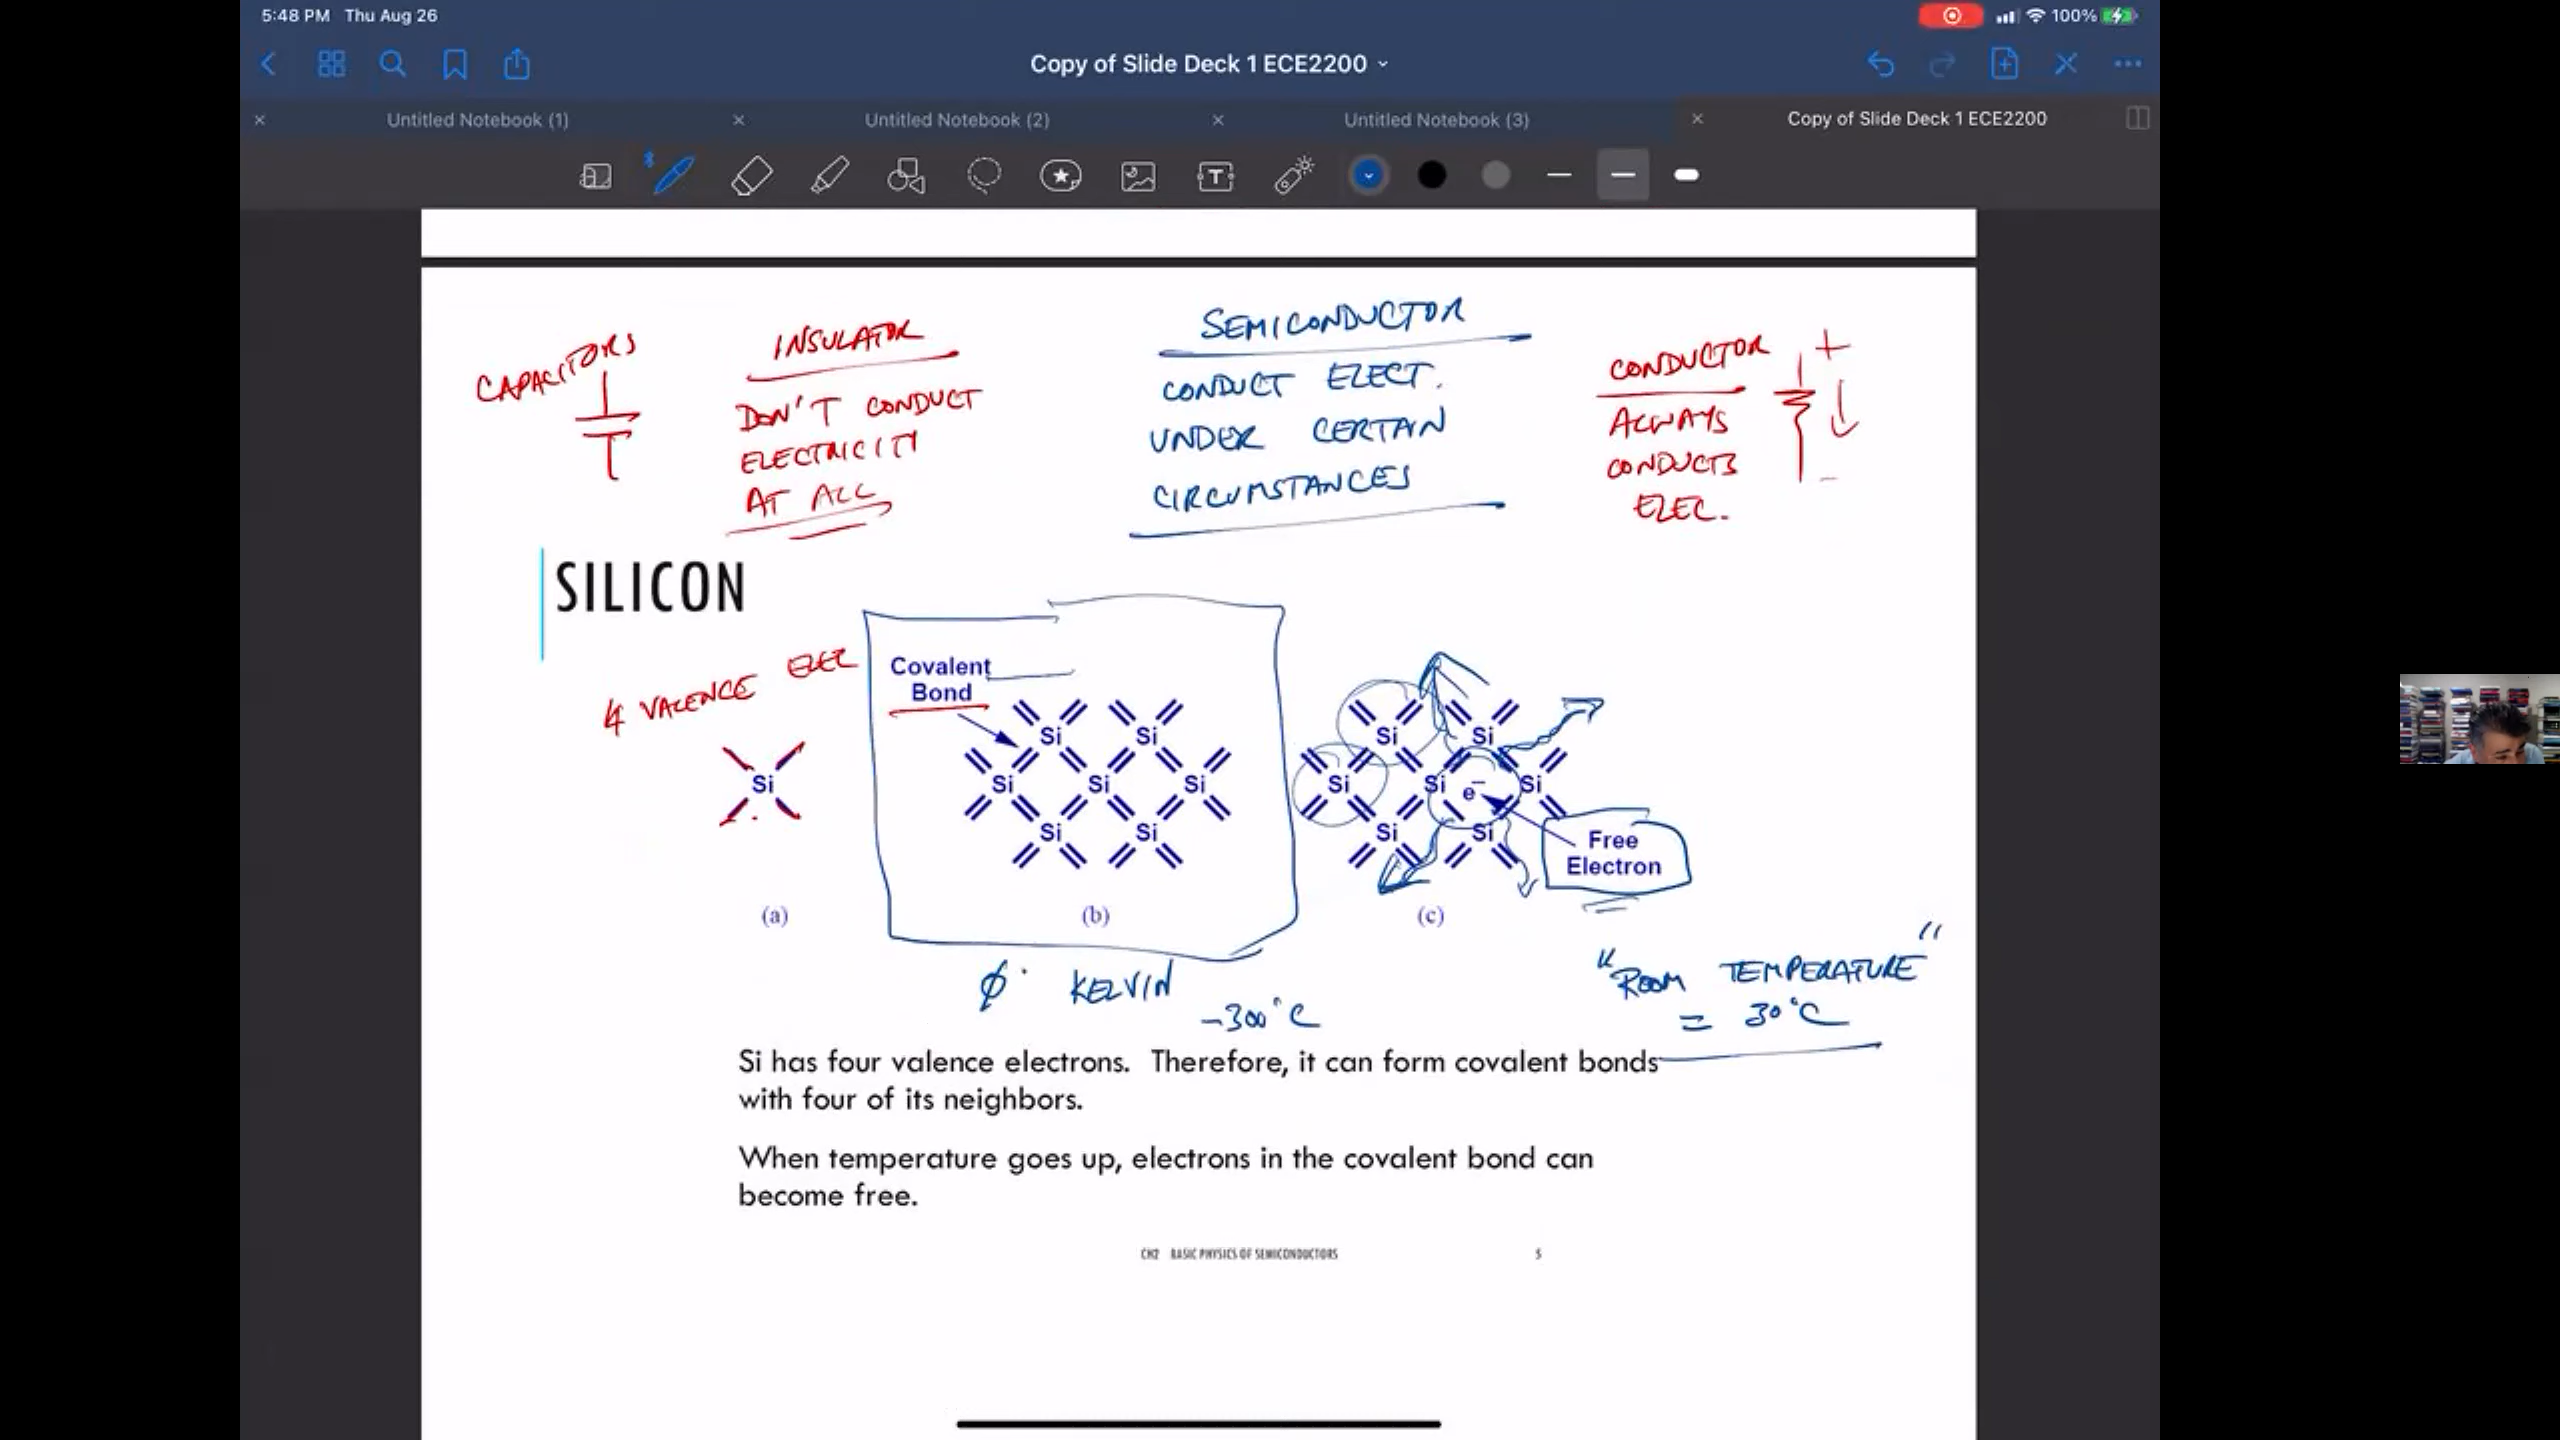 5:48 PM Thu Aug 26
100%
Copy of Slide Deck 1 ECE2200
Untitled Notebook (1)
Untitled Notebook (2)
Untitled Notebook (3)
Copy of Slide Deck 1 ECE2200
T
CAPACITORS
INSULATOR
DON'T CONDUCT
ELECTRICITY
AT ALL
SEMICONDUCTOR
CONDUCT ELECT.
UNDER CERTAIN
CIRCUMSTANCES
CONDUCTOR
ALWAYS
CONDUCTS
ELEC.
+
-
SILICON
4 VALENCE ELEC
Si
(a)
Covalent
Bond
Si Si
Si Si Si
Si Si
(b)
Si Si
Si Si e− Si
Si Si
Free
Electron
(c)
Ø° KELVIN
-300°C
"ROOM TEMPERATURE"
= 30°C
Si has four valence electrons. Therefore, it can form covalent bonds
with four of its neighbors.
When temperature goes up, electrons in the covalent bond can
become free.
CH2 BASIC PHYSICS OF SEMICONDUCTORS 5